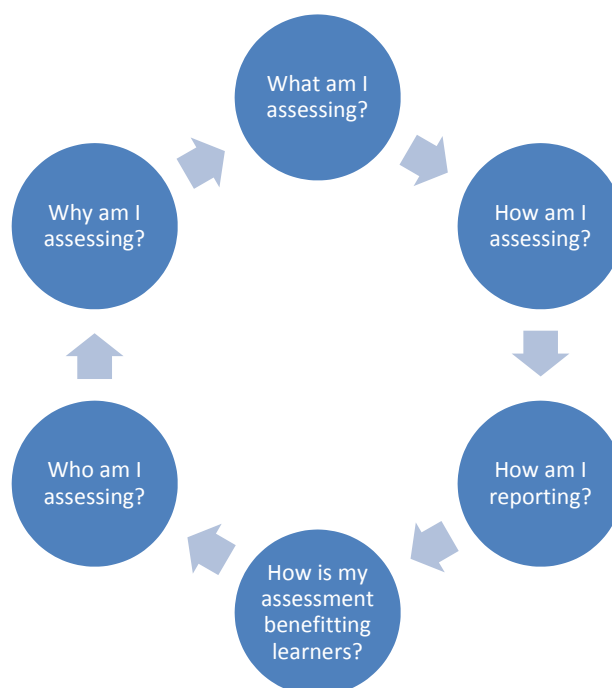 What am I
assessing?
How am I
assessing?
How am I
reporting?
How is my
assessment
benefitting
learners?
Who am I
assessing?
Why am I
assessing?